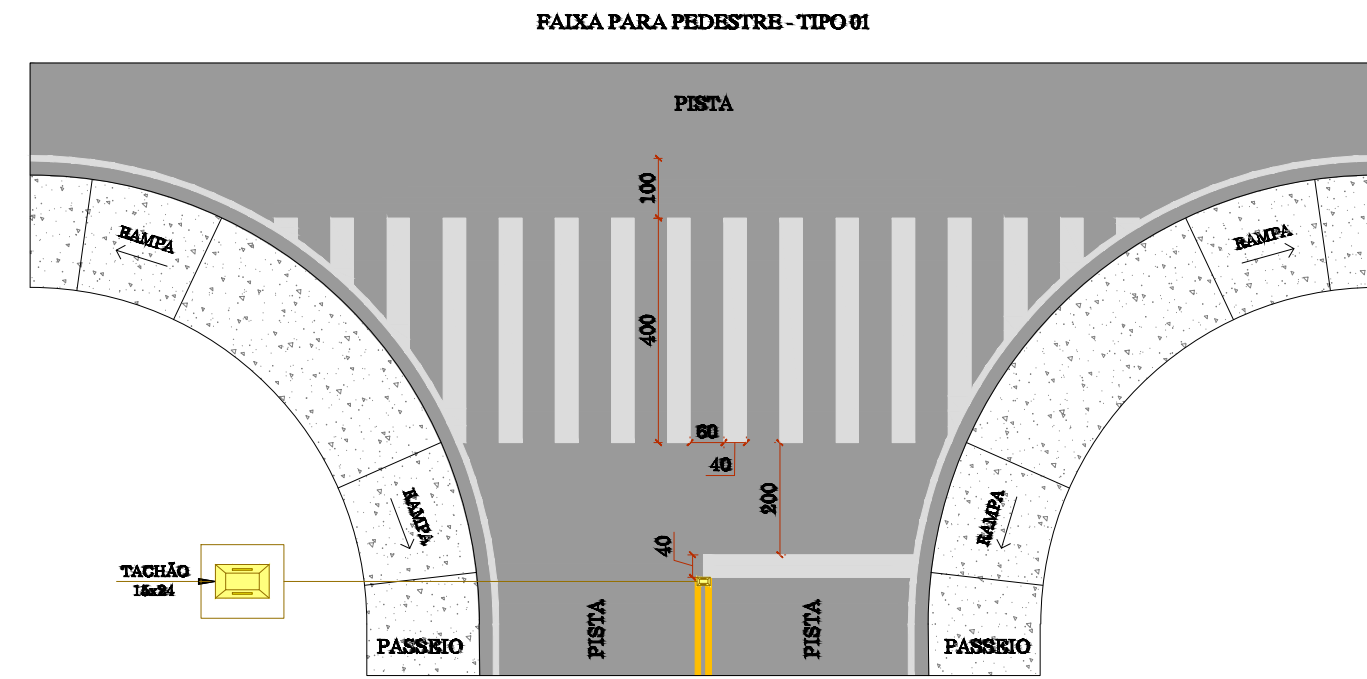 FAIXA PARA PEDESTRE - TIPO 01
PISTA
100
RAMPA
RAMPA
400
60
40
200
RAMPA
RAMPA
40
TACHÃO
15x24
PISTA
PISTA
PASSEIO
PASSEIO